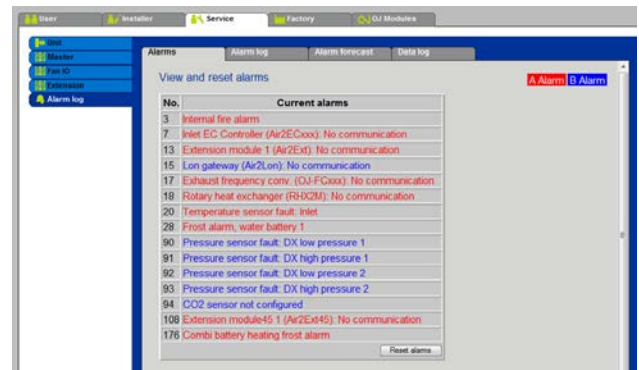 User
Installer
Service
Factory
OJ Modules
Unit
Master
Fan IO
Extension
Alarm log
Alarms
Alarm log
Alarm forecast
Data log
View and reset alarms
A Alarm B Alarm
No. Current alarms
3 Internal fire alarm
7 Inlet EC Controller (Air2ECxxx): No communication
13 Extension module 1 (Air2Ext): No communication
15 Lon gateway (Air2Lon): No communication
17 Exhaust frequency conv. (OJ-FCxxx): No communication
18 Rotary heat exchanger (RHX2M): No communication
20 Temperature sensor fault: Inlet
28 Frost alarm, water battery 1
90 Pressure sensor fault: DX low pressure 1
91 Pressure sensor fault: DX high pressure 1
92 Pressure sensor fault: DX low pressure 2
93 Pressure sensor fault: DX high pressure 2
94 CO2 sensor not configured
108 Extension module45 1 (Air2Ext45): No communication
176 Combi battery heating frost alarm
Reset alarms